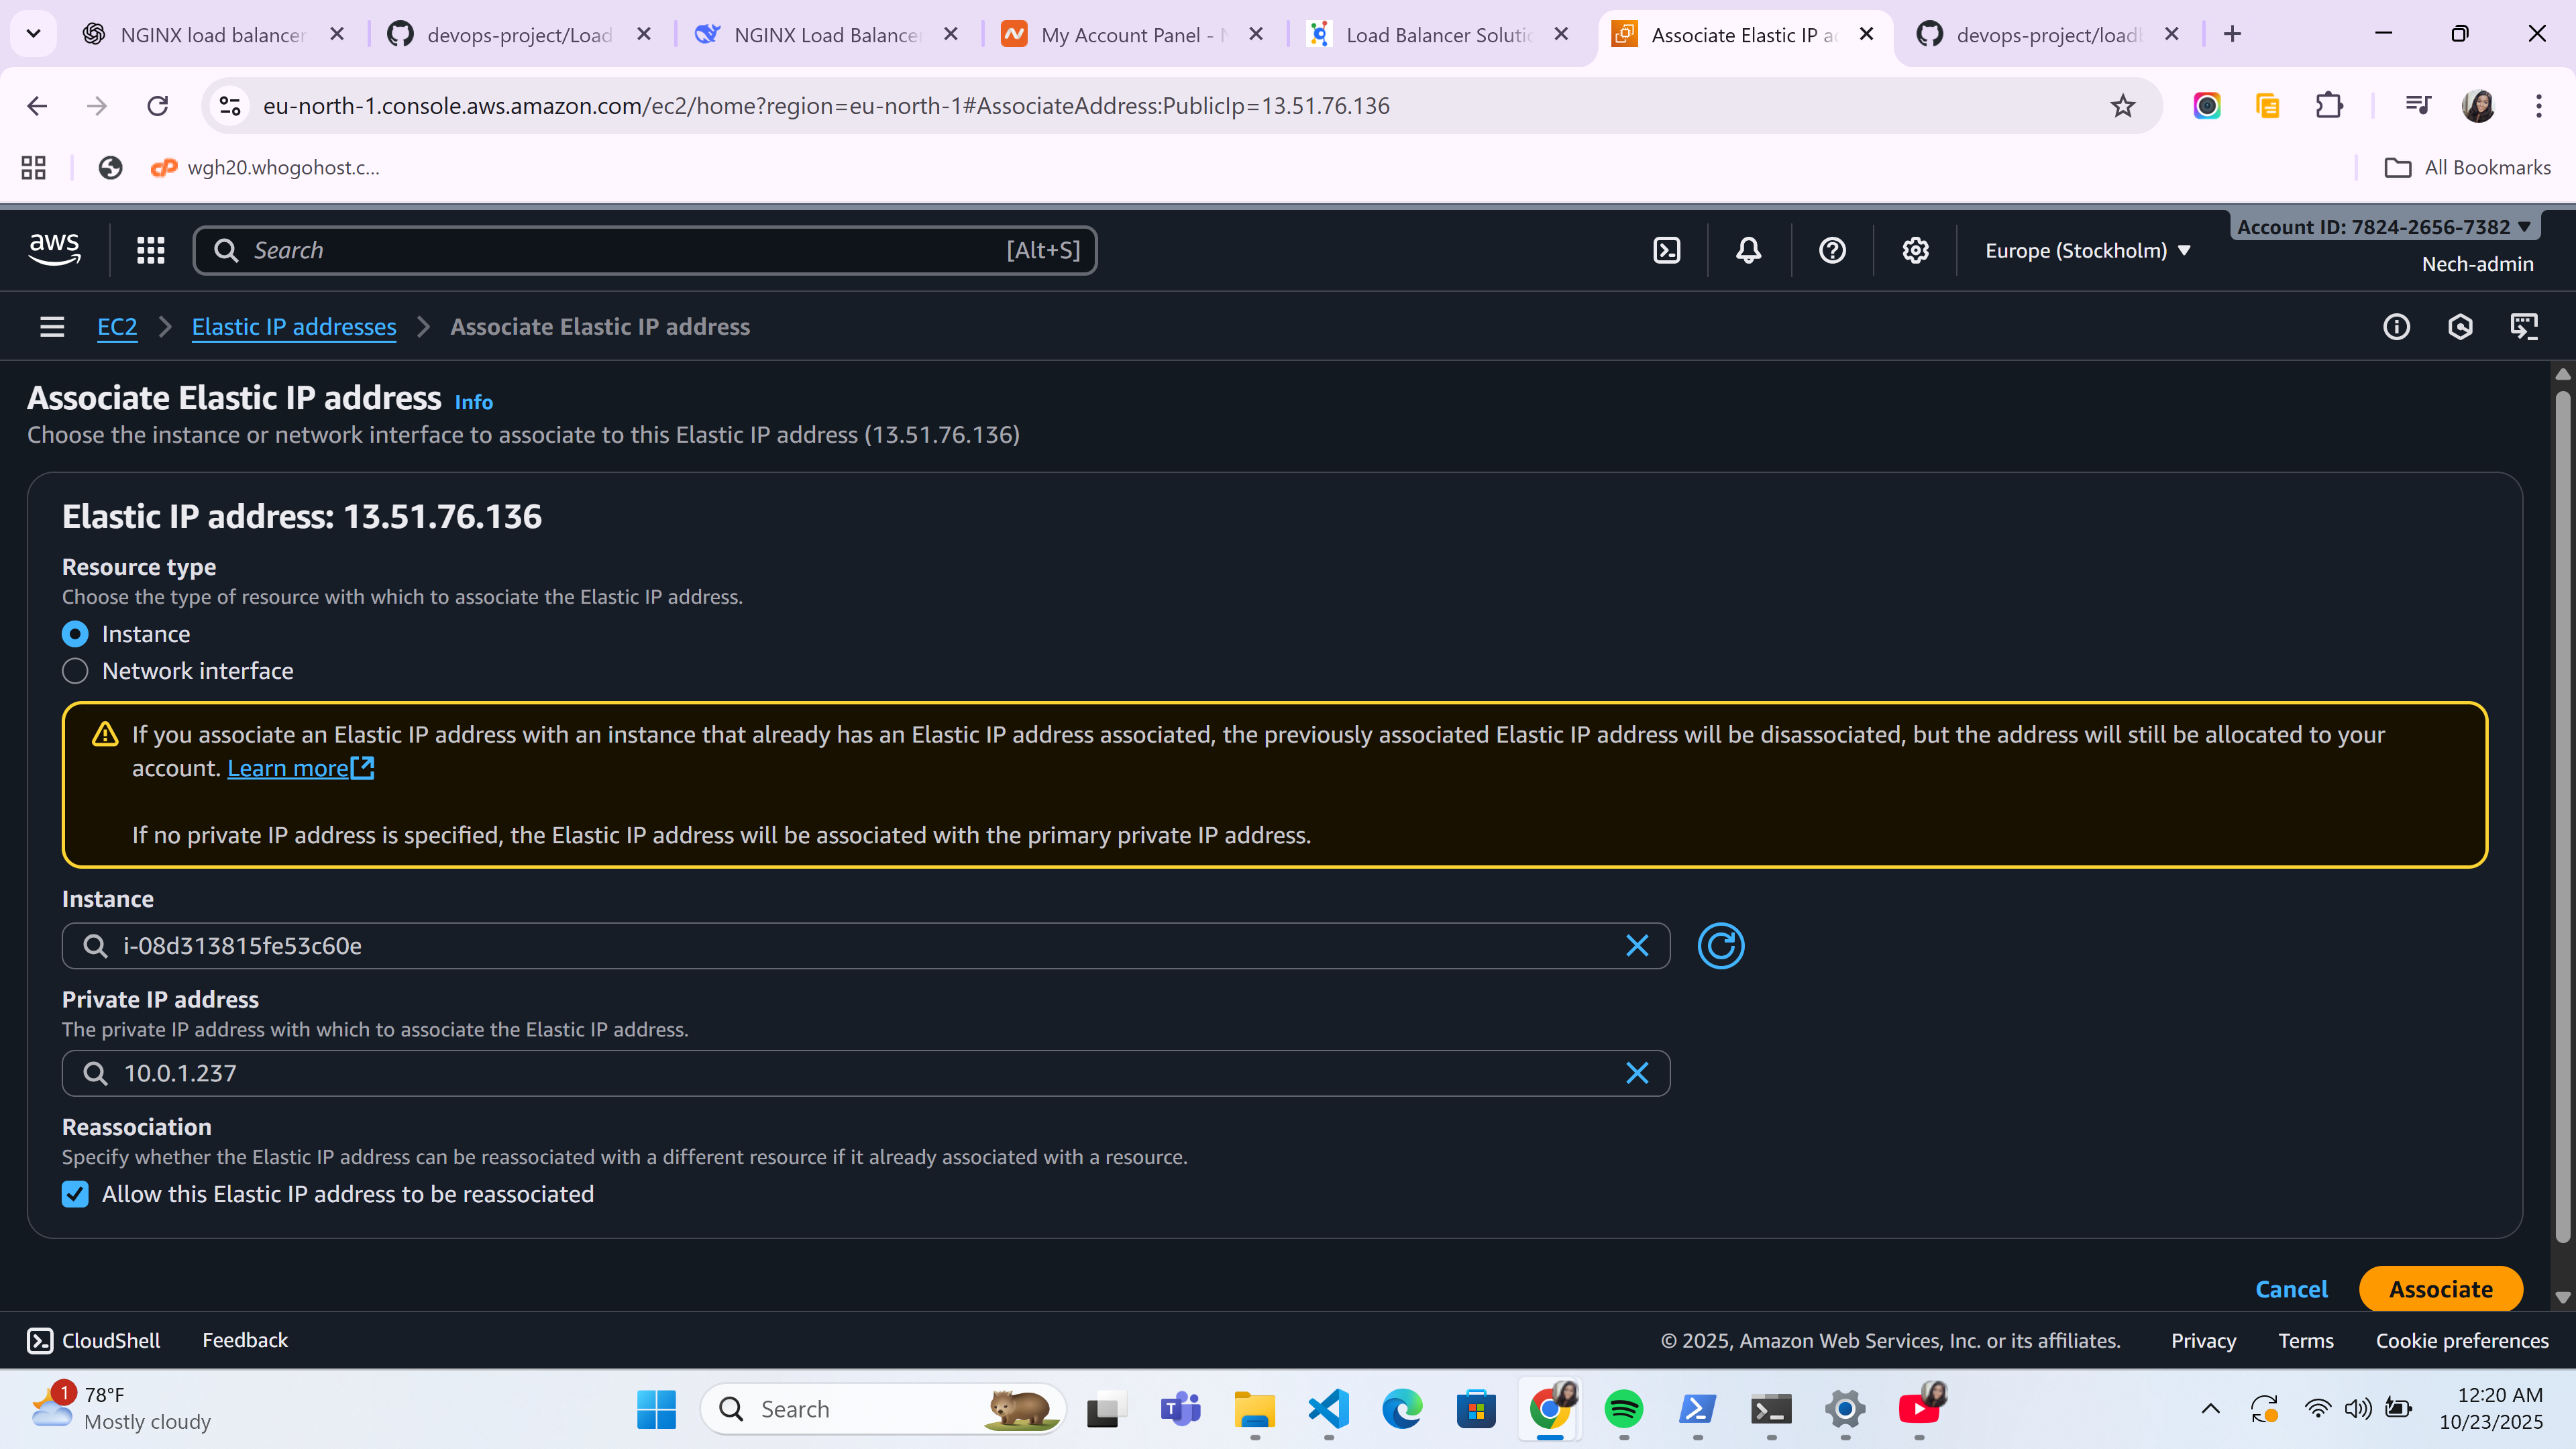 NGINX load balancer
devops-project/Load
NGINX Load Balancer
My Account Panel - N
Load Balancer Solutio
Associate Elastic IP ad
devops-project/loadb
eu-north-1.console.aws.amazon.com/ec2/home?region=eu-north-1#AssociateAddress:PublicIp=13.51.76.136
wgh20.whogohost.c...
All Bookmarks
aws
Search
[Alt+S]
Europe (Stockholm)
Account ID: 7824-2656-7382
Nech-admin
EC2
Elastic IP addresses
Associate Elastic IP address
Associate Elastic IP address Info
Choose the instance or network interface to associate to this Elastic IP address (13.51.76.136)
Elastic IP address: 13.51.76.136
Resource type
Choose the type of resource with which to associate the Elastic IP address.
Instance
Network interface
If you associate an Elastic IP address with an instance that already has an Elastic IP address associated, the previously associated Elastic IP address will be disassociated, but the address will still be allocated to your
account. Learn more
If no private IP address is specified, the Elastic IP address will be associated with the primary private IP address.
Instance
i-08d313815fe53c60e
Private IP address
The private IP address with which to associate the Elastic IP address.
10.0.1.237
Reassociation
Specify whether the Elastic IP address can be reassociated with a different resource if it already associated with a resource.
Allow this Elastic IP address to be reassociated
Cancel
Associate
CloudShell
Feedback
© 2025, Amazon Web Services, Inc. or its affiliates.
Privacy
Terms
Cookie preferences
1
78°F
Mostly cloudy
Search
12:20 AM
10/23/2025